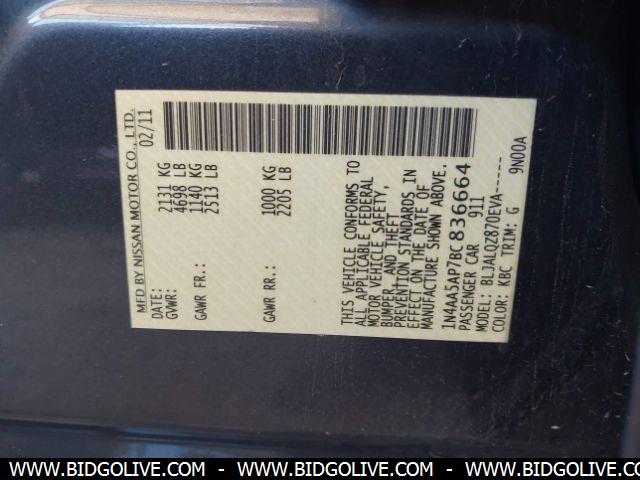 MFD BY NISSAN MOTOR CO., LTD.
DATE: 02/11
GVWR: 2131 KG
4698 LB
GAWR FR.: 1140 KG
2513 LB
GAWR RR.: 1000 KG
2205 LB
THIS VEHICLE CONFORMS TO
ALL APPLICABLE FEDERAL
MOTOR VEHICLE SAFETY,
BUMPER, AND THEFT
PREVENTION STANDARDS IN
EFFECT ON THE DATE OF
MANUFACTURE SHOWN ABOVE.
1N4AA5AP7BC836664
PASSENGER CAR 911
MODEL: BLJALQZ870EVA-----
COLOR: KBC TRIM: G 9N00A
WWW.BIDGOLIVE.COM - WWW.BIDGOLIVE.COM - WWW.BIDGOLIVE.COM